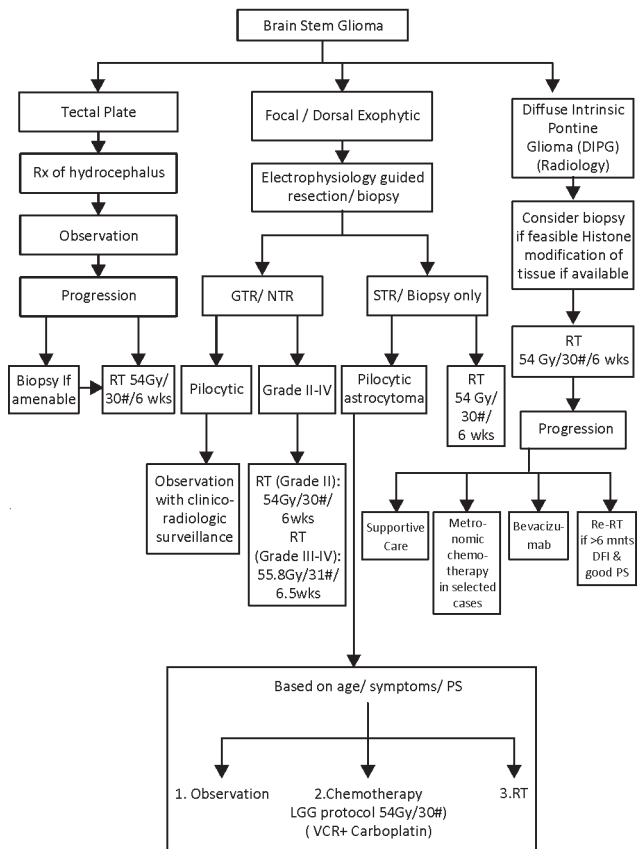 Brain Stem Glioma
Tectal Plate
Rx of hydrocephalus
Observation
Progression
Biopsy If
amenable
RT 54Gy/
30#/6 wks
Focal / Dorsal Exophytic
Electrophysiology guided
resection/ biopsy
GTR/ NTR
Pilocytic
Observation
with clinico-
radiologic
surveillance
Grade II-IV
RT (Grade II):
54Gy/30#/
6wks
RT
(Grade III-IV):
55.8Gy/31#/
6.5wks
STR/ Biopsy only
Pilocytic
astrocytoma
RT
54 Gy/
30#/
6 wks
Diffuse Intrinsic
Pontine
Glioma (DIPG)
(Radiology)
Consider biopsy
if feasible Histone
modification of
tissue if available
RT
54 Gy/30#/6 wks
Progression
Supportive
Care
Metro-
nomic
chemo-
therapy
in selected
cases
Bevacizu-
mab
Re-RT
if >6 mnts
DFI &
good PS
Based on age/ symptoms/ PS
1. Observation
2.Chemotherapy
LGG protocol 54Gy/30#)
( VCR+ Carboplatin)
3.RT